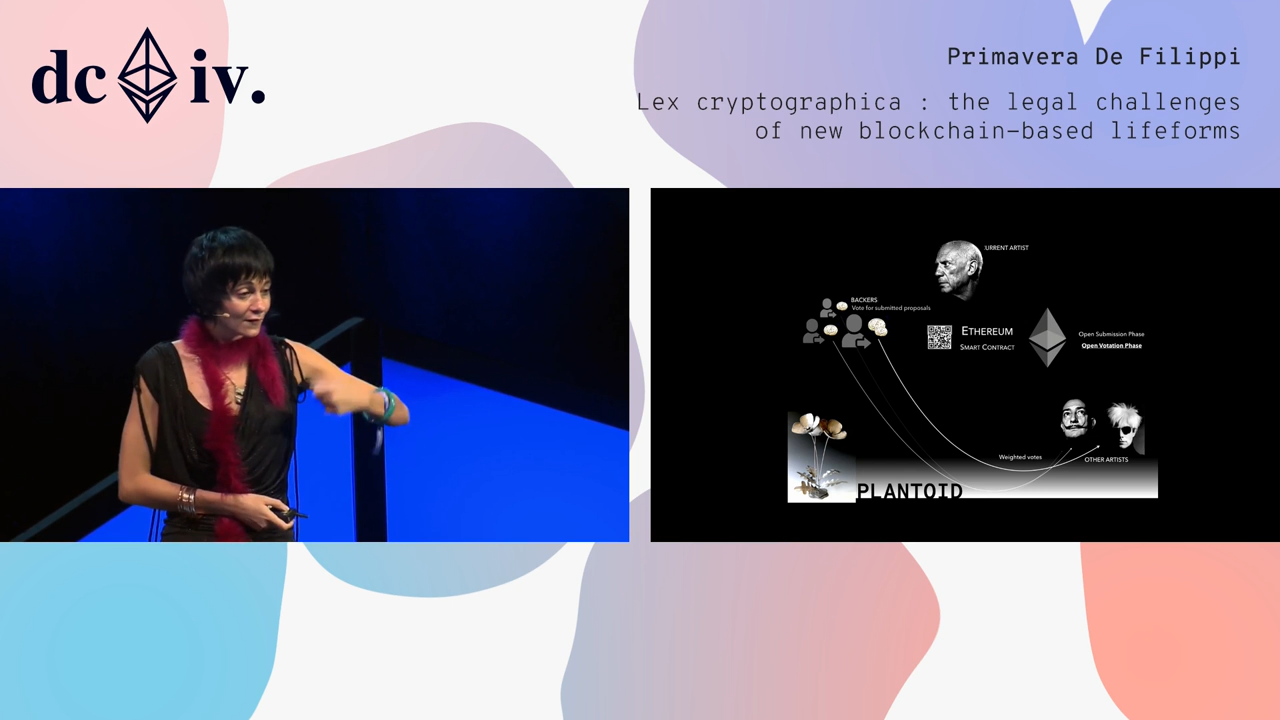 dc iv.
Primavera De Filippi
Lex cryptographica : the legal challenges
of new blockchain-based lifeforms
URRENT ARTIST
BACKERS
Vote for submitted proposals
ETHEREUM
SMART CONTRACT
Open Submission Phase
Open Votation Phase
Weighted votes
OTHER ARTISTS
PLANTOID